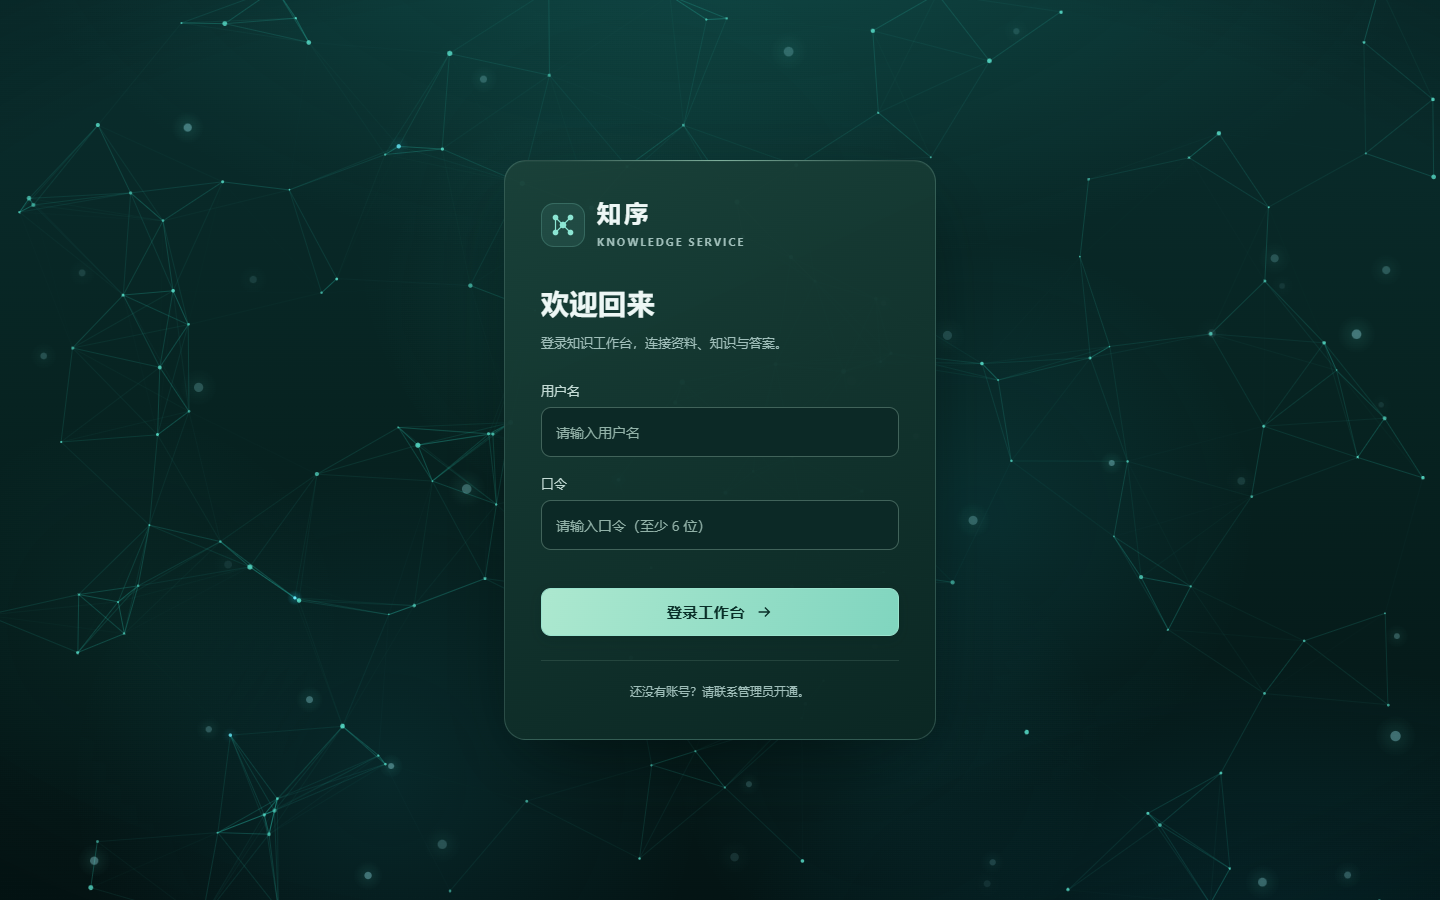 知序
KNOWLEDGE SERVICE
欢迎回来
登录知识工作台，连接资料、知识与答案。
用户名
请输入用户名
口令
请输入口令（至少 6 位）
登录工作台 →
还没有账号？请联系管理员开通。